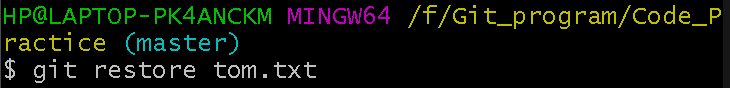 HP@LAPTOP-PK4ANCKM MINGW64 /f/Git_program/Code_P
ractice (master)
$ git restore tom.txt